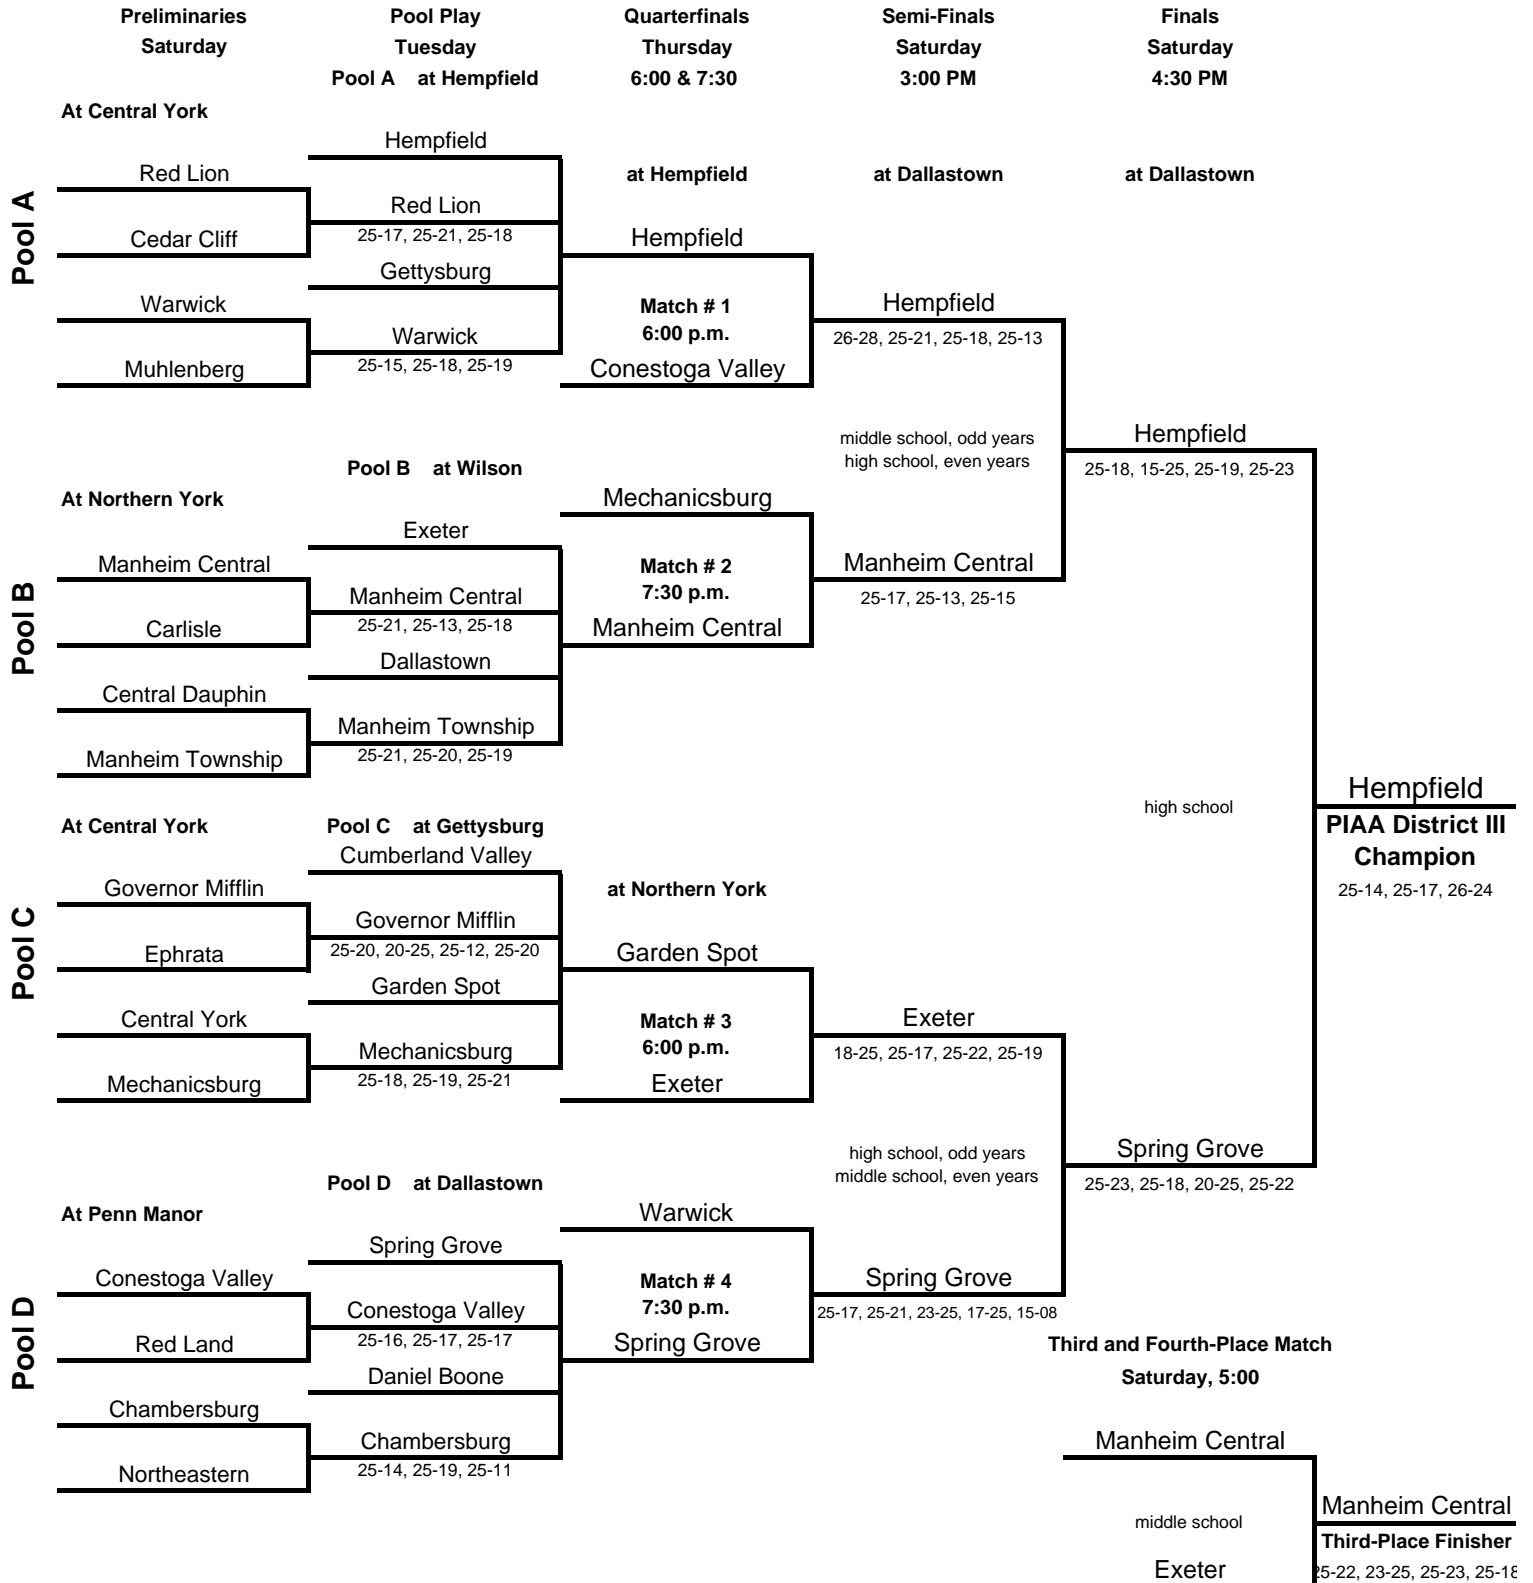 Preliminaries
Saturday
Pool Play
Tuesday
Pool A at Hempfield
Quarterfinals
Thursday
6:00 & 7:30
Semi-Finals
Saturday
3:00 PM
Finals
Saturday
4:30 PM
Pool A
At Central York
Red Lion
Cedar Cliff
Warwick
Muhlenberg
Hempfield
Red Lion
25-17, 25-21, 25-18
Gettysburg
Warwick
25-15, 25-18, 25-19
at Hempfield
Hempfield
Match # 1
6:00 p.m.
Conestoga Valley
at Dallastown
Hempfield
26-28, 25-21, 25-18, 25-13
middle school, odd years
high school, even years
at Dallastown
Hempfield
25-18, 15-25, 25-19, 25-23
Pool B
At Northern York
Manheim Central
Carlisle
Central Dauphin
Manheim Township
Pool B at Wilson
Exeter
Manheim Central
25-21, 25-13, 25-18
Dallastown
Manheim Township
25-21, 25-20, 25-19
Mechanicsburg
Match # 2
7:30 p.m.
Manheim Central
Manheim Central
25-17, 25-13, 25-15
high school
Hempfield
PIAA District III
Champion
25-14, 25-17, 26-24
Pool C
At Central York
Governor Mifflin
Ephrata
Central York
Mechanicsburg
Pool C at Gettysburg
Cumberland Valley
Governor Mifflin
25-20, 20-25, 25-12, 25-20
Garden Spot
Mechanicsburg
25-18, 25-19, 25-21
at Northern York
Garden Spot
Match # 3
6:00 p.m.
Exeter
Exeter
18-25, 25-17, 25-22, 25-19
high school, odd years
middle school, even years
Spring Grove
25-23, 25-18, 20-25, 25-22
Pool D
At Penn Manor
Conestoga Valley
Red Land
Chambersburg
Northeastern
Pool D at Dallastown
Spring Grove
Conestoga Valley
25-16, 25-17, 25-17
Daniel Boone
Chambersburg
25-14, 25-19, 25-11
Warwick
Match # 4
7:30 p.m.
Spring Grove
Spring Grove
25-17, 25-21, 23-25, 17-25, 15-08
Third and Fourth-Place Match
Saturday, 5:00
Manheim Central
middle school
Exeter
Manheim Central
Third-Place Finisher
25-22, 23-25, 25-23, 25-18